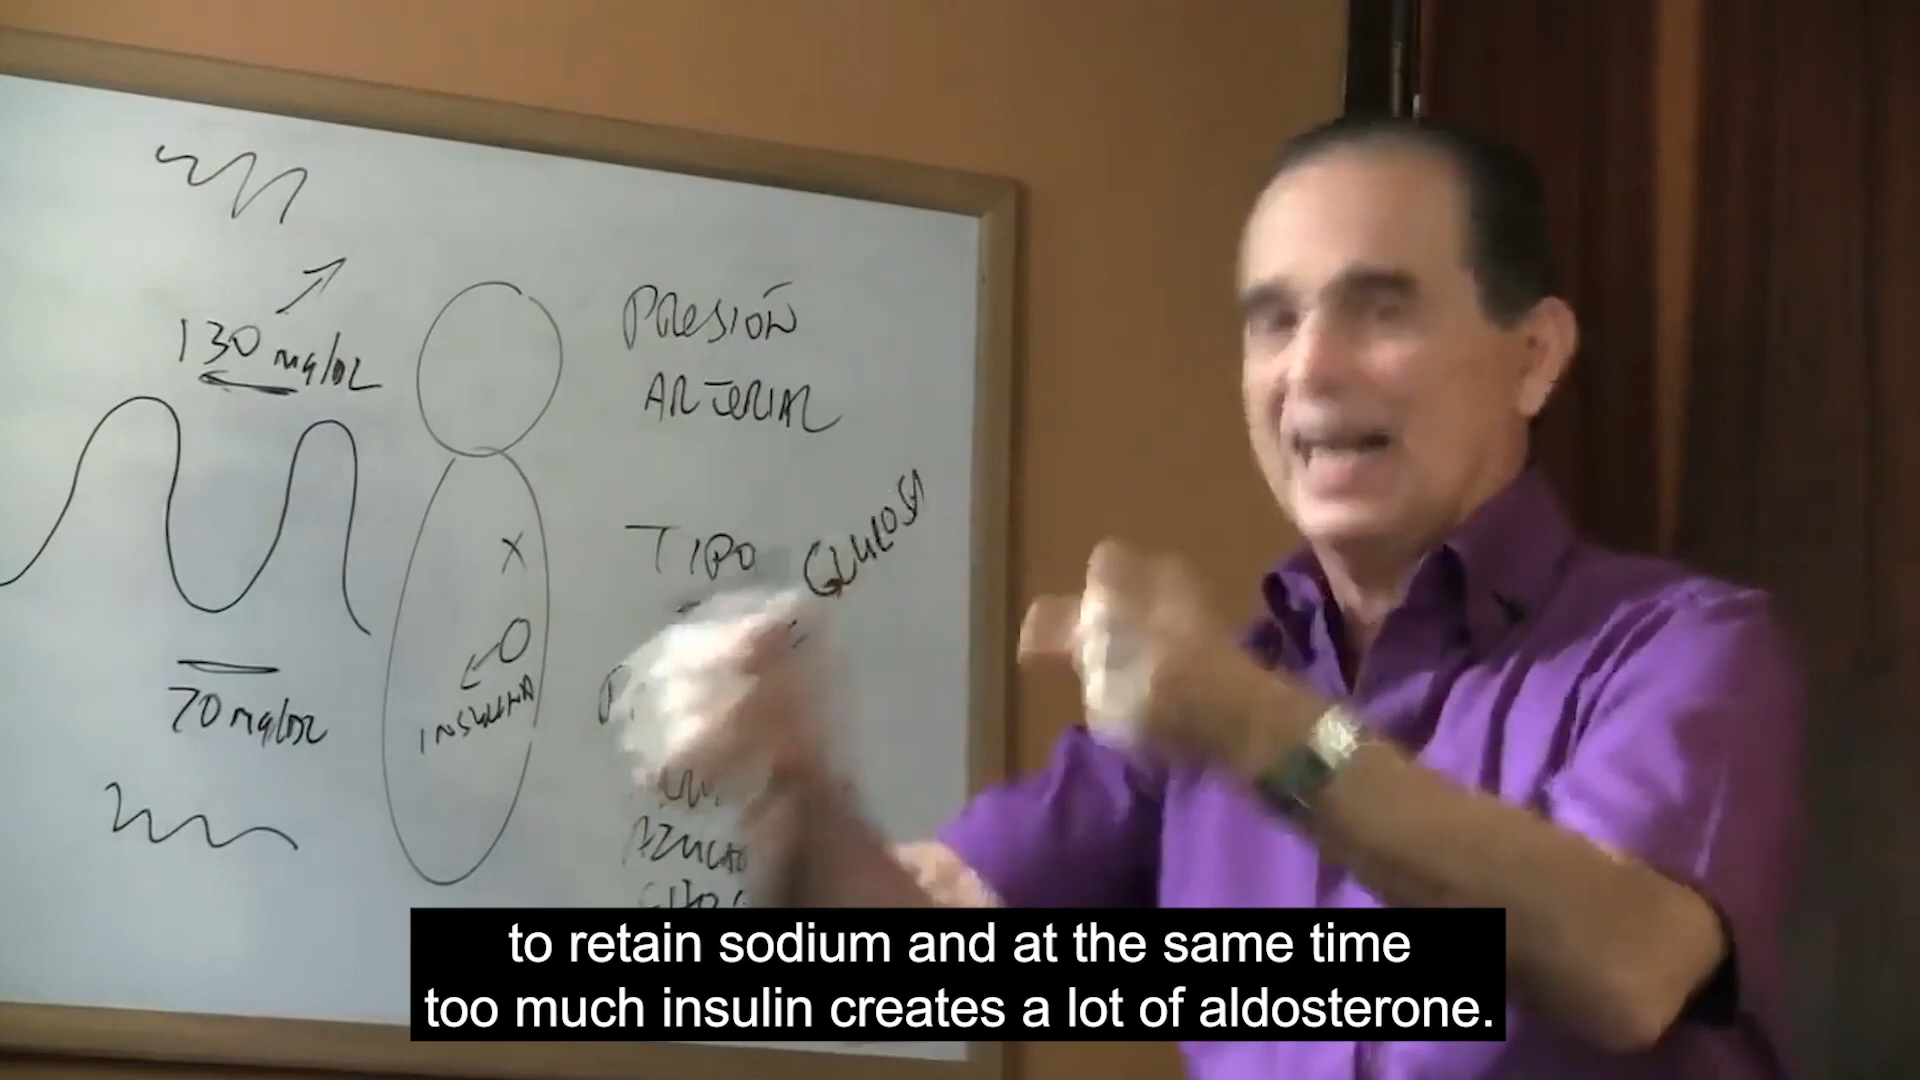 130 mg/DL
PRESIÓN
ARTERIAL
TIPO
GLUCOSA
INSULINA
70 mg/DL
to retain sodium and at the same time
too much insulin creates a lot of aldosterone.